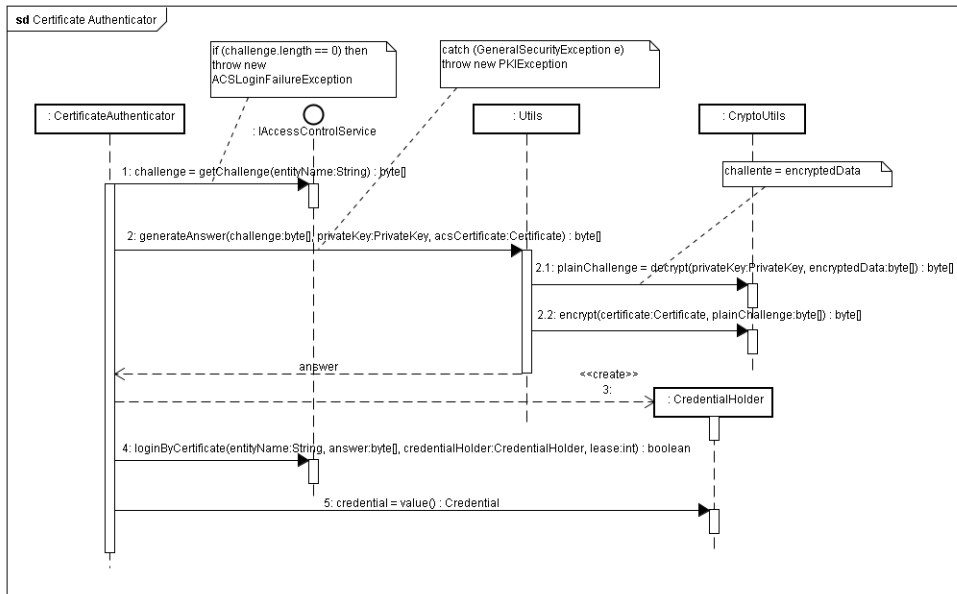 sd Certificate Authenticator
if (challenge.length == 0) then
throw new
ACSLoginFailureException
catch (GeneralSecurityException e)
throw new PKIException
: CertificateAuthenticator
: IAccessControlService
: Utils
: CryptoUtils
challente = encryptedData
1: challenge = getChallenge(entityName:String) : byte[]
2: generateAnswer(challenge:byte[], privateKey:PrivateKey, acsCertificate:Certificate) : byte[]
2.1: plainChallenge = decrypt(privateKey:PrivateKey, encryptedData:byte[]) : byte[]
2.2: encrypt(certificate:Certificate, plainChallenge:byte[]) : byte[]
answer
<<create>>
3:
: CredentialHolder
4: loginByCertificate(entityName:String, answer:byte[], credentialHolder:CredentialHolder, lease:int) : boolean
5: credential = value() : Credential